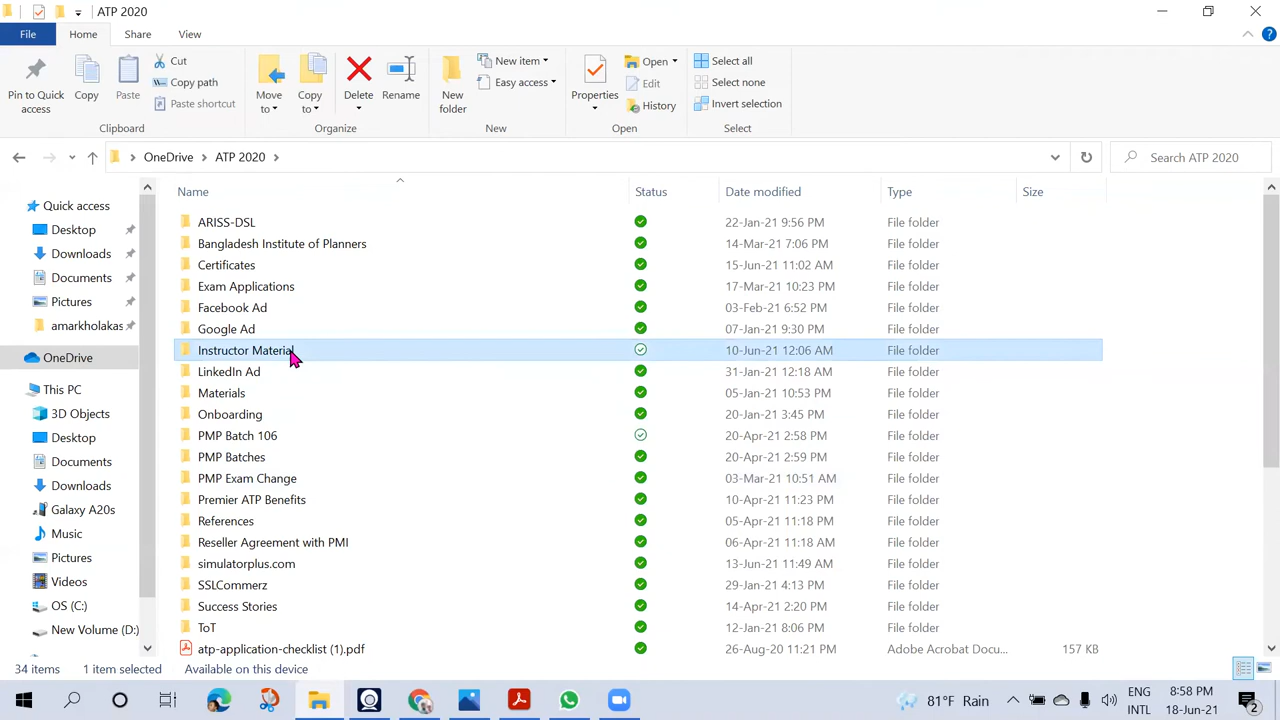 ATP 2020
File Home Share View
Pin to Quick access
Copy
Paste
Cut
Copy path
Paste shortcut
Clipboard
Move to
Copy to
Delete
Rename
Organize
New folder
New item
Easy access
New
Properties
Open
Edit
History
Open
Select all
Select none
Invert selection
Select
OneDrive > ATP 2020 >
Search ATP 2020
Quick access
Desktop
Downloads
Documents
Pictures
amarkholakas
OneDrive
This PC
3D Objects
Desktop
Documents
Downloads
Galaxy A20s
Music
Pictures
Videos
OS (C:)
New Volume (D:)
Name Status Date modified Type Size
ARISS-DSL 22-Jan-21 9:56 PM File folder
Bangladesh Institute of Planners 14-Mar-21 7:06 PM File folder
Certificates 15-Jun-21 11:02 AM File folder
Exam Applications 17-Mar-21 10:23 PM File folder
Facebook Ad 03-Feb-21 6:52 PM File folder
Google Ad 07-Jan-21 9:30 PM File folder
Instructor Material 10-Jun-21 12:06 AM File folder
LinkedIn Ad 31-Jan-21 12:18 AM File folder
Materials 05-Jan-21 10:53 PM File folder
Onboarding 20-Jan-21 3:45 PM File folder
PMP Batch 106 20-Apr-21 2:58 PM File folder
PMP Batches 20-Apr-21 2:59 PM File folder
PMP Exam Change 03-Mar-21 10:51 AM File folder
Premier ATP Benefits 10-Apr-21 11:23 PM File folder
References 05-Apr-21 11:18 PM File folder
Reseller Agreement with PMI 06-Apr-21 11:18 AM File folder
simulatorplus.com 13-Jun-21 11:49 AM File folder
SSLCommerz 29-Jan-21 4:13 PM File folder
Success Stories 14-Apr-21 2:20 PM File folder
ToT 12-Jan-21 8:06 PM File folder
atp-application-checklist (1).pdf 26-Aug-20 11:21 PM Adobe Acrobat Docu... 157 KB
34 items 1 item selected Available on this device
81°F Rain
ENG
INTL
8:58 PM
18-Jun-21
2